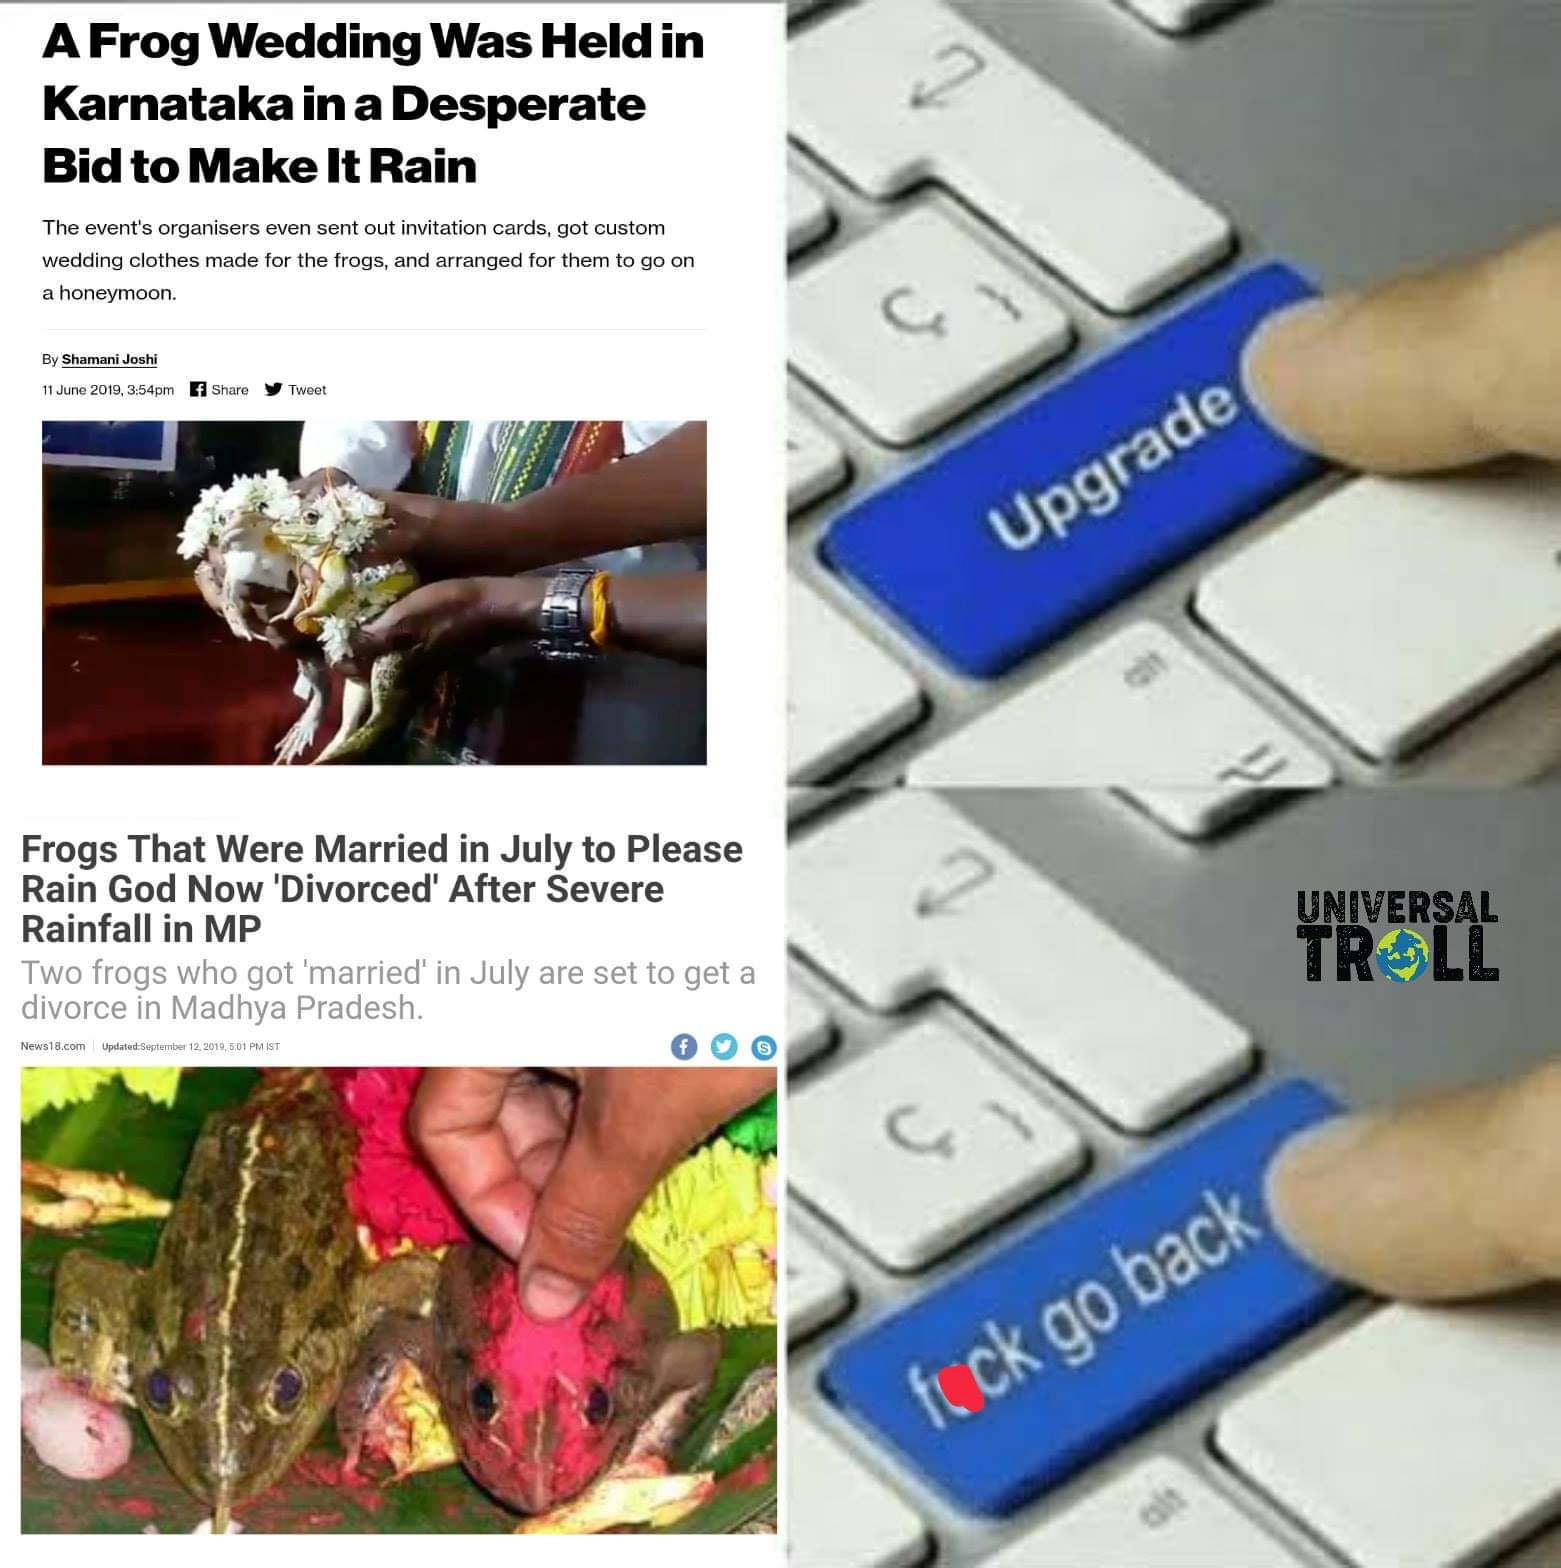 A Frog Wedding Was Held in
Karnataka in a Desperate
Bid to Make It Rain
The event's organisers even sent out invitation cards, got custom
wedding clothes made for the frogs, and arranged for them to go on
a honeymoon.
By Shamani Joshi
11 June 2019, 3:54pm Share Tweet
Ç
Upgrade
alt
Frogs That Were Married in July to Please
Rain God Now 'Divorced' After Severe
Rainfall in MP
Two frogs who got 'married' in July are set to get a
divorce in Madhya Pradesh.
News18.com Updated:September 12, 2019, 5:01 PM IST
UNIVERSAL
TROLL
Ç
fuck go back
alt